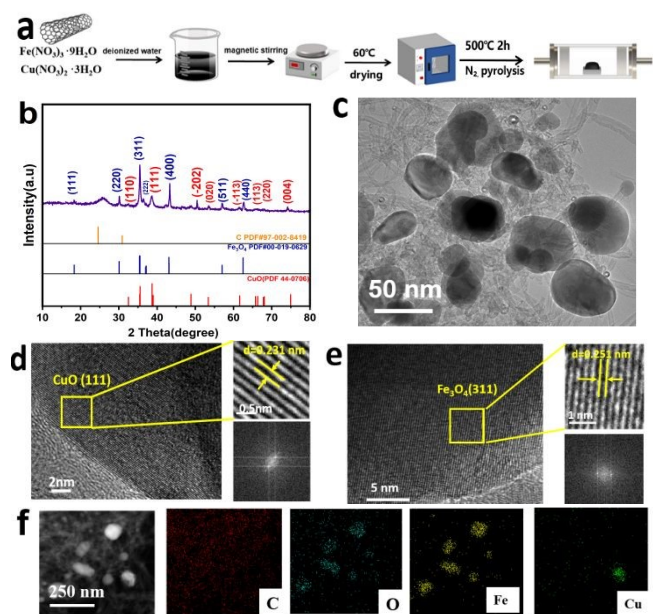 a
Fe(NO3)3 ·9H2O
Cu(NO3)2 ·3H2O
deionized water
magnetic stirring
60℃
drying
500℃ 2h
N2 pyrolysis
b
Intensity(a.u)
(111)
(220)
(110)
(311)
(222)
(111)
(400)
(-202)
(020)
(511)
(-113)
(440)
(113)
(220)
(004)
C PDF#97-002-6419
Fe3O4 PDF#00-019-0629
CuO(PDF 44-0706)
10 20 30 40 50 60 70 80
2 Theta(degree)
c
50 nm
d
CuO (111)
2nm
d=0.231 nm
0.5nm
e
Fe3O4(311)
5 nm
d=0.251 nm
1 nm
f
250 nm
C
O
Fe
Cu